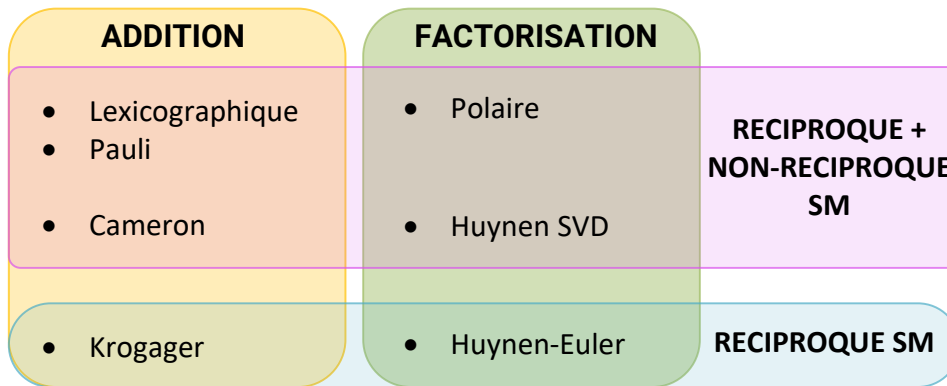 ADDITION
FACTORISATION
• Lexicographique
• Pauli
• Cameron
• Polaire
• Huynen SVD
RECIPROQUE +
NON-RECIPROQUE
SM
• Krogager
• Huynen-Euler
RECIPROQUE SM